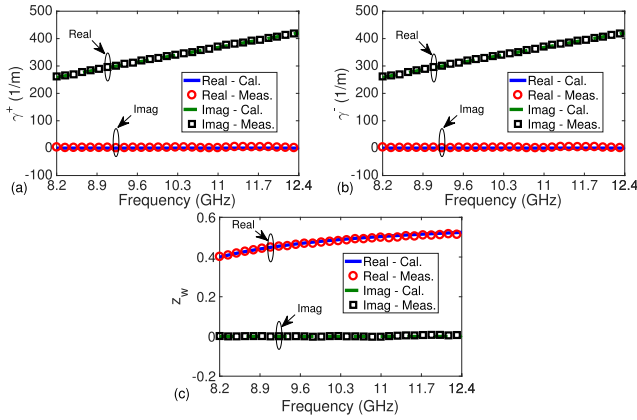 500
400
300
200
100
0
-100
γ⁺ (1/m)
Real
Real - Cal.
Real - Meas.
Imag - Cal.
Imag - Meas.
Imag
(a)
8.2 8.9 9.6 10.3 11 11.7 12.4
Frequency (GHz)
500
400
300
200
100
0
-100
γ⁻ (1/m)
Real
Real - Cal.
Real - Meas.
Imag - Cal.
Imag - Meas.
Imag
(b)
8.2 8.9 9.6 10.3 11 11.7 12.4
Frequency (GHz)
0.6
0.4
0.2
0
-0.2
z_w
Real
Real - Cal.
Real - Meas.
Imag - Cal.
Imag - Meas.
Imag
(c)
8.2 8.9 9.6 10.3 11 11.7 12.4
Frequency (GHz)